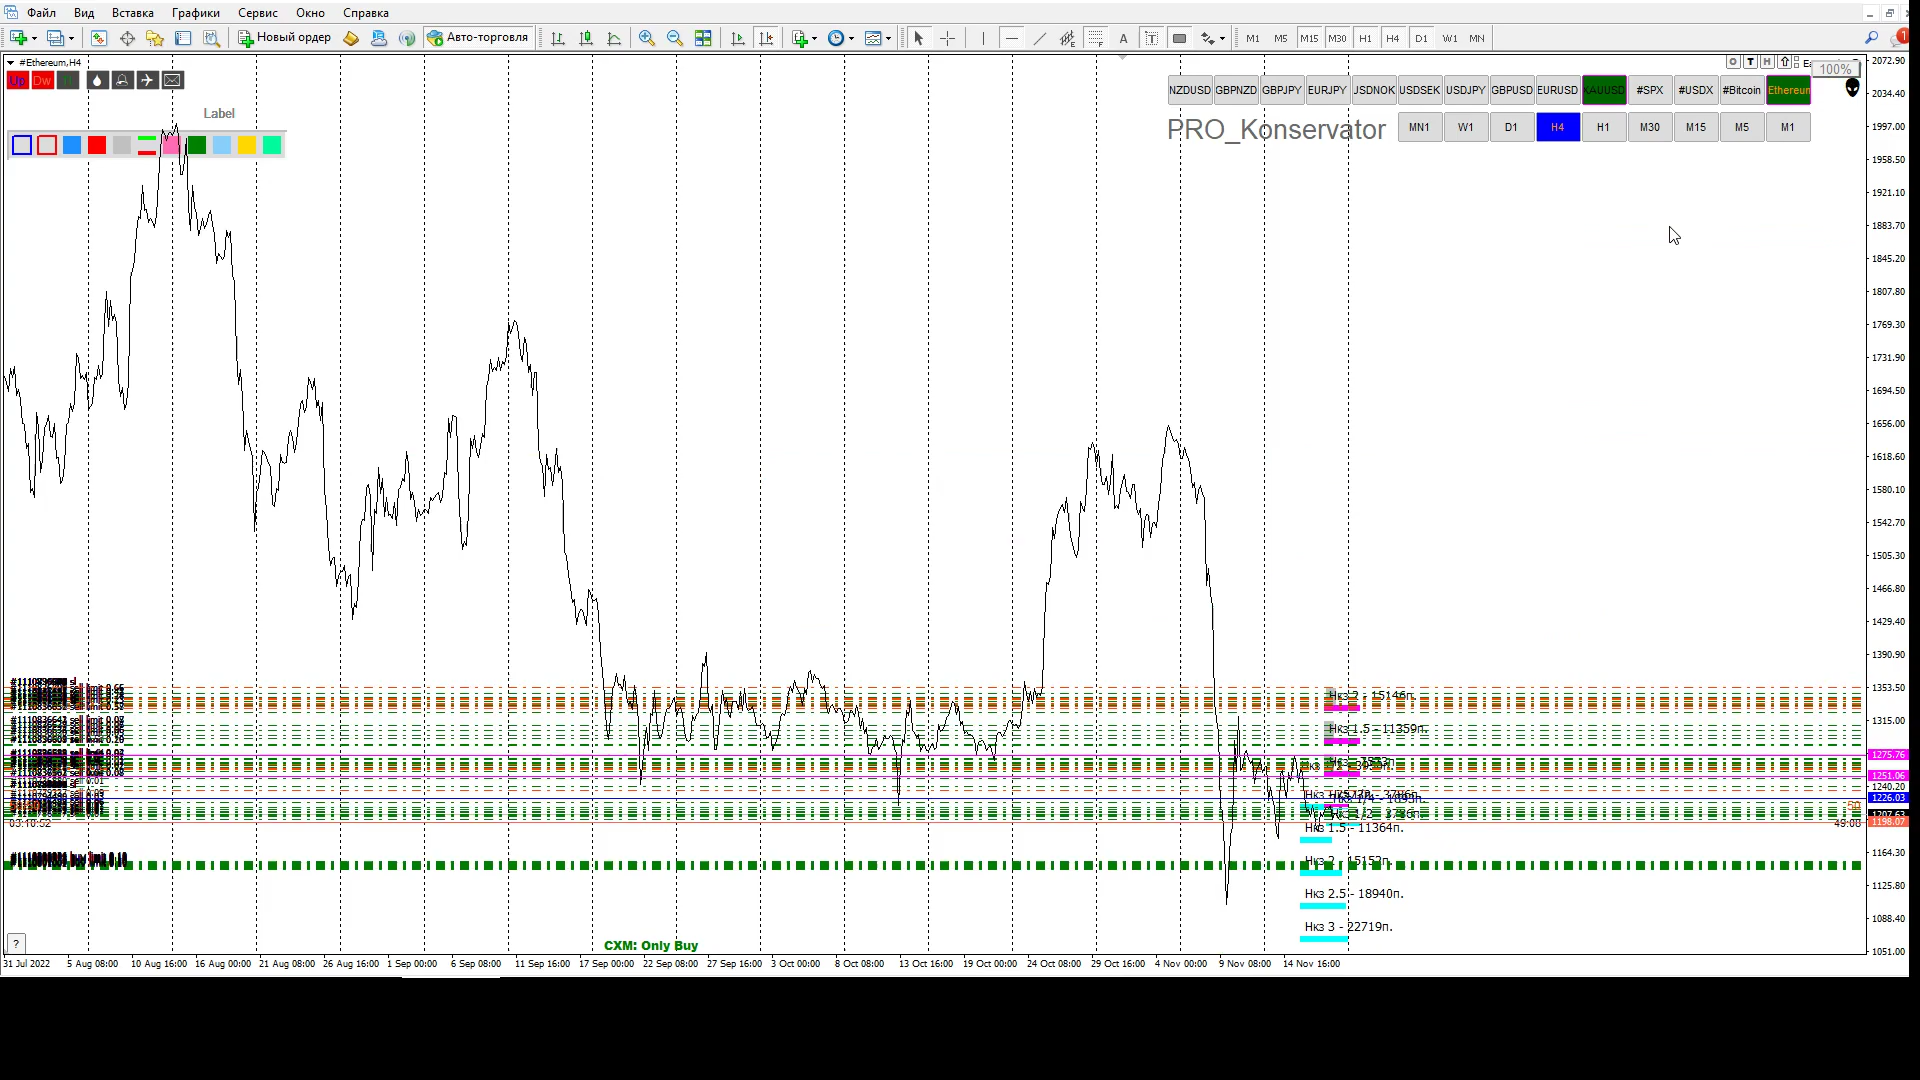 Файл Вид Вставка Графики Сервис Окно Справка
Новый ордер Авто-торговля M1 M5 M15 M30 H1 H4 D1 W1 MN 1
#Ethereum,H4
Up Dw
O T H
100%
NZDUSD GBPNZD GBPJPY EURJPY USDNOK USDSEK USDJPY GBPUSD EURUSD XAUUSD #SPX #USDX #Bitcoin Ethereum
Label
PRO_Konservator MN1 W1 D1 H4 H1 M30 M15 M5 M1
2072.90
2034.40
1997.00
1958.50
1921.10
1883.70
1845.20
1807.80
1769.30
1731.90
1694.50
1656.00
1618.60
1580.10
1542.70
1505.30
1466.80
1429.40
1390.90
1353.50
1315.00
1275.76
1251.06
1240.20
1226.03
1198.07
1164.30
1125.80
1088.40
1051.00
Нкз 2 - 15146п.
Нкз 1.5 - 11359п.
Нкз 1.5 - 11364п.
Нкз 2 - 15152п.
Нкз 2.5 - 18940п.
Нкз 3 - 22719п.
50
?
CXM: Only Buy
31 Jul 2022 5 Aug 08:00 10 Aug 16:00 16 Aug 00:00 21 Aug 08:00 26 Aug 16:00 1 Sep 00:00 6 Sep 08:00 11 Sep 16:00 17 Sep 00:00 22 Sep 08:00 27 Sep 16:00 3 Oct 00:00 8 Oct 08:00 13 Oct 16:00 19 Oct 00:00 24 Oct 08:00 29 Oct 16:00 4 Nov 00:00 9 Nov 08:00 14 Nov 16:00